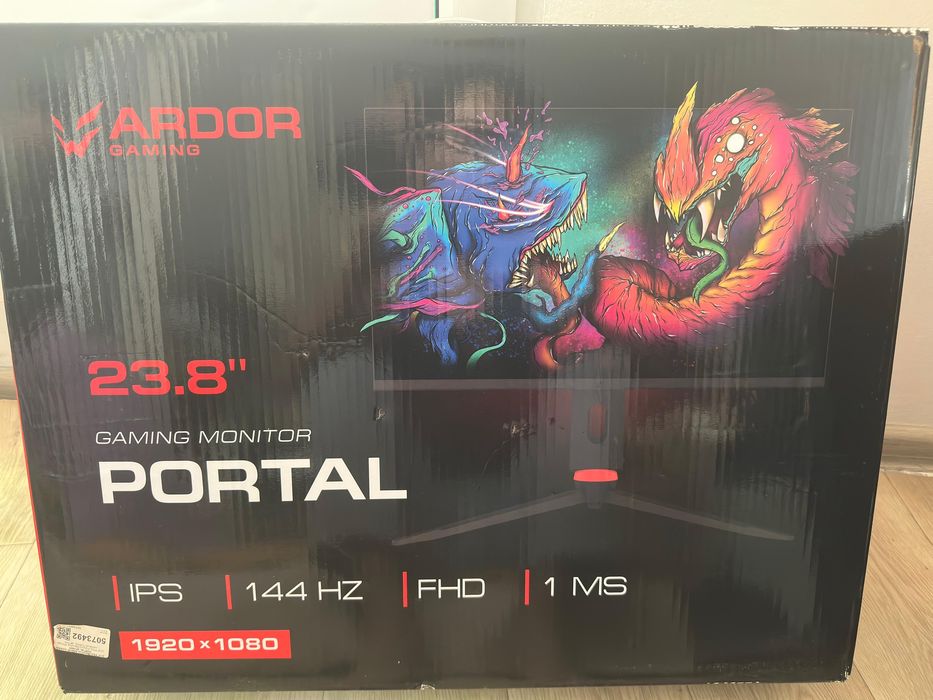 ARDOR
GAMING
23.8"
GAMING MONITOR
PORTAL
IPS
144 HZ
FHD
1 MS
5073492
1920×1080